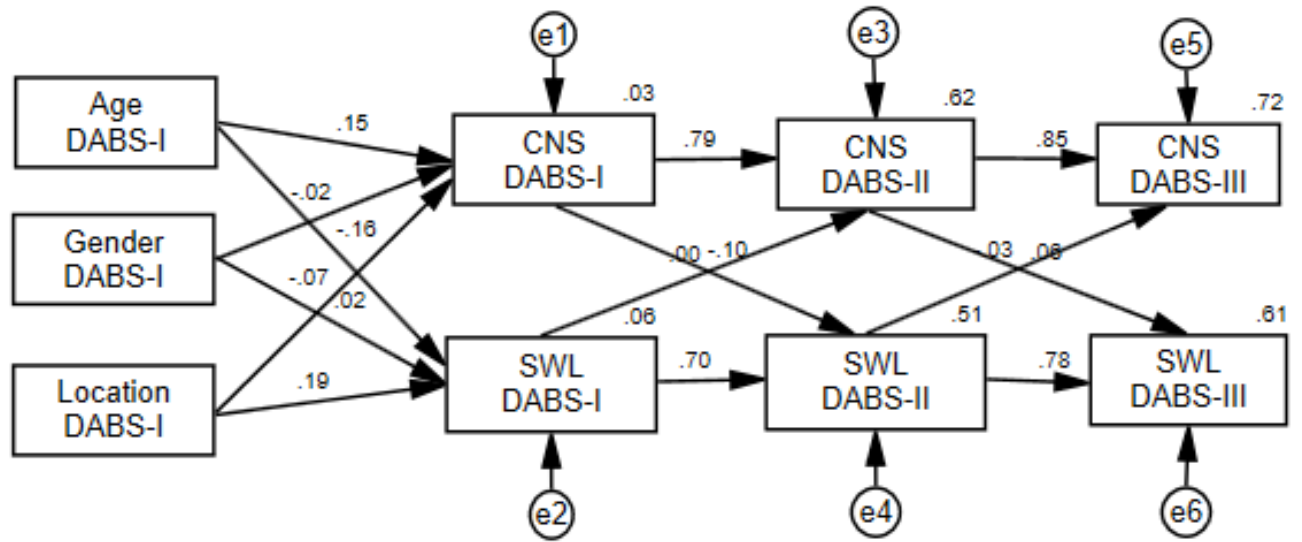 e1
e3
e5
Age
DABS-I
.15
.03
CNS
DABS-I
.79
.62
CNS
DABS-II
.85
.72
CNS
DABS-III
-.02
-.16
Gender
DABS-I
-.07
.02
.00
-.10
-.03
.06
Location
DABS-I
.19
.06
SWL
DABS-I
.70
.51
SWL
DABS-II
.78
.61
SWL
DABS-III
e2
e4
e6